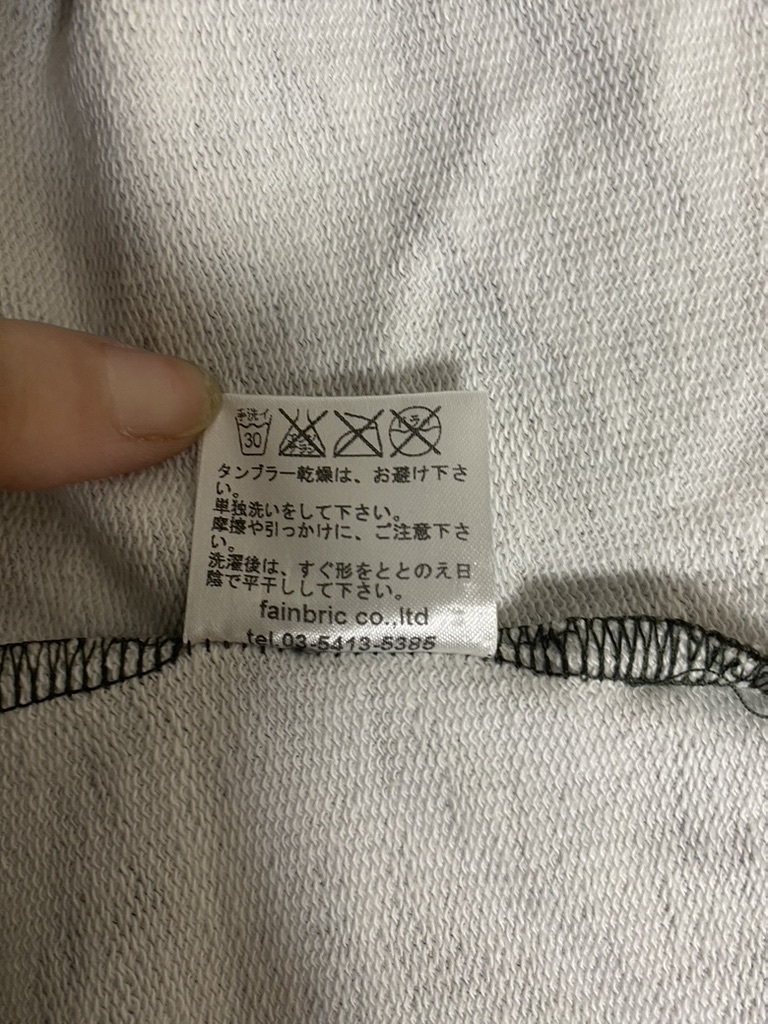 手洗イ
30
タンブラー乾燥は、お避け下さ
い。
単独洗いをして下さい。
摩擦や引っかけに、ご注意下さ
い。
洗濯後は、すぐ形をととのえ日
陰で平干しして下さい。
fainbric co.,ltd
tel.03-5413-5385